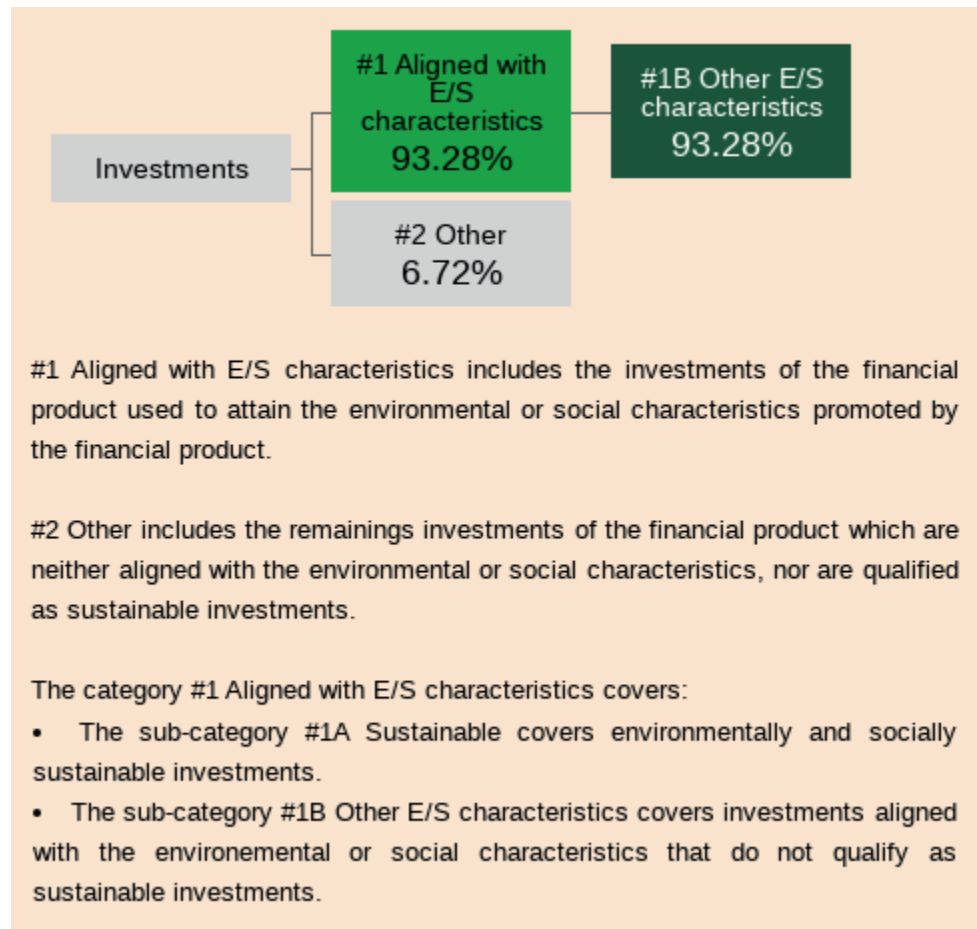 #1 Aligned with
E/S
characteristics
93.28%
#1B Other E/S
characteristics
93.28%
Investments
#2 Other
6.72%
#1 Aligned with E/S characteristics includes the investments of the financial
product used to attain the environmental or social characteristics promoted by
the financial product.
#2 Other includes the remainings investments of the financial product which are
neither aligned with the environmental or social characteristics, nor are qualified
as sustainable investments.
The category #1 Aligned with E/S characteristics covers:
• The sub-category #1A Sustainable covers environmentally and socially
sustainable investments.
• The sub-category #1B Other E/S characteristics covers investments aligned
with the environemental or social characteristics that do not qualify as
sustainable investments.